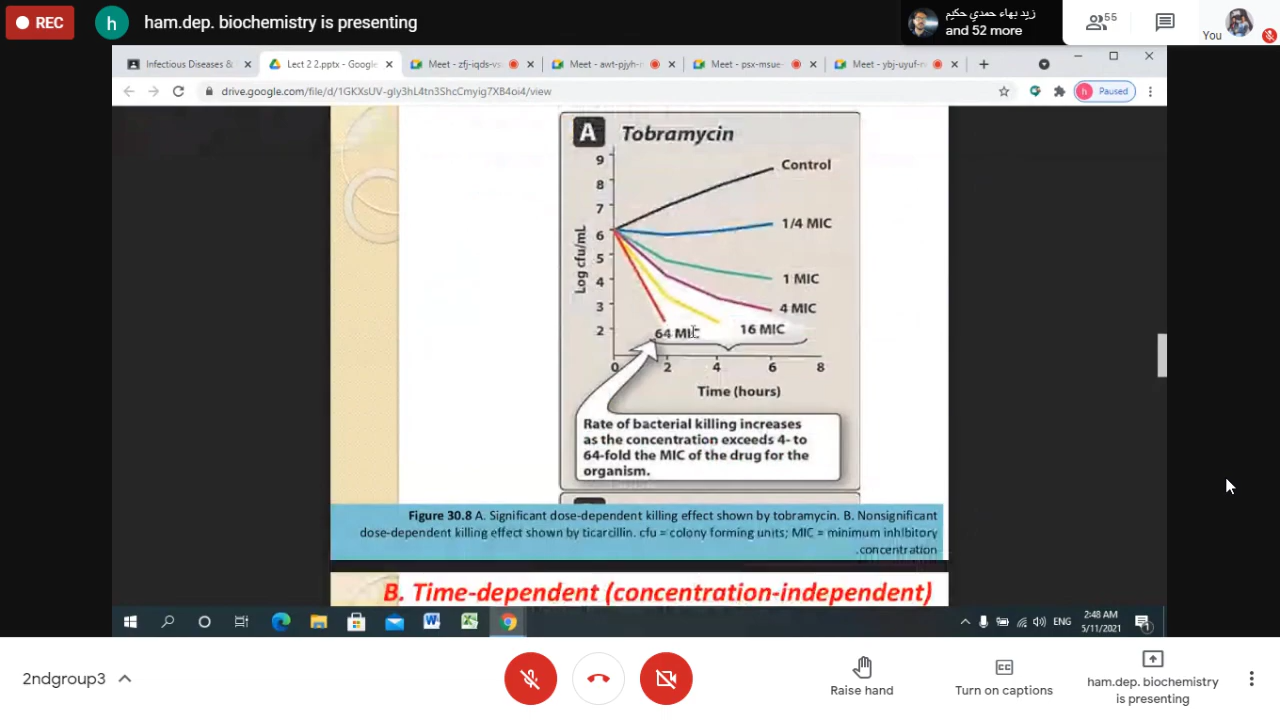 REC
h
ham.dep. biochemistry is presenting
زيد بهاء حمدي حكيم
and 52 more
55
You
Infectious Diseases &
Lect 2 2.pptx - Google
Meet - zfj-iqds-vs
Meet - awt-pjyh-r
Meet - psx-msue-
Meet - ybj-uyuf-n
drive.google.com/file/d/1GKXsUV-gly3hL4tn3ShcCmyig7XB4oi4/view
h
Paused
A Tobramycin
Log cfu/mL
9
8
7
6
5
4
3
2
Control
1/4 MIC
1 MIC
4 MIC
16 MIC
64 MIC
0 2 4 6 8
Time (hours)
Rate of bacterial killing increases
as the concentration exceeds 4- to
64-fold the MIC of the drug for the
organism.
Figure 30.8 A. Significant dose-dependent killing effect shown by tobramycin. B. Nonsignificant
dose-dependent killing effect shown by ticarcillin. cfu = colony forming units; MIC = minimum inhibitory
.concentration
B. Time-dependent (concentration-independent)
ENG
2:48 AM
5/11/2021
1
2ndgroup3
Raise hand
Turn on captions
ham.dep. biochemistry
is presenting